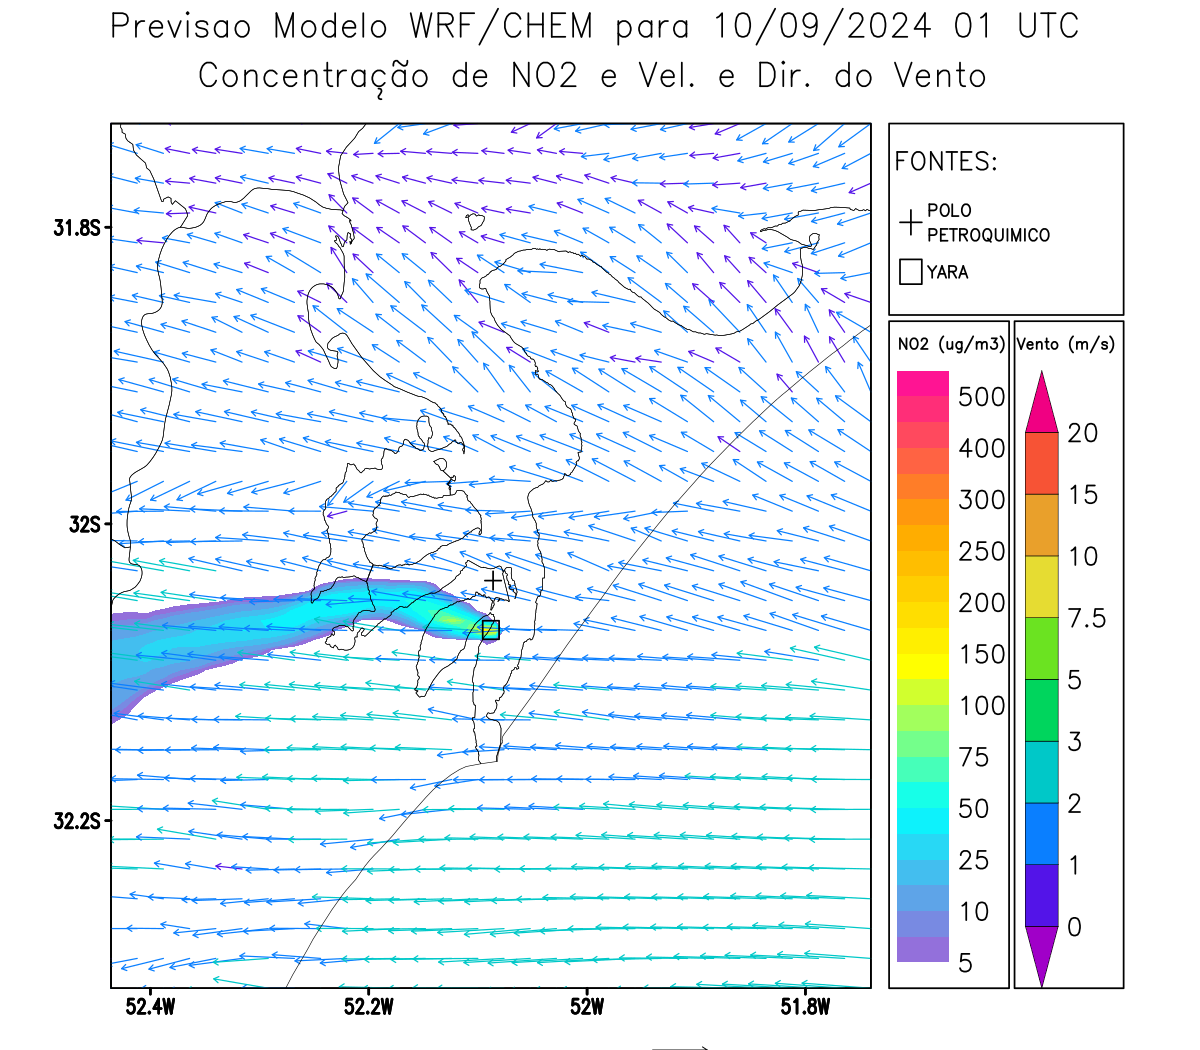 Previsao Modelo WRF/CHEM para 10/09/2024 01 UTC
Concentração de NO2 e Vel. e Dir. do Vento
FONTES:
POLO
PETROQUIMICO
YARA
NO2 (ug/m3)
500
400
300
250
200
150
100
75
50
25
10
5
Vento (m/s)
20
15
10
7.5
5
3
2
1
0
31.8S
32S
32.2S
52.4W
52.2W
52W
51.8W